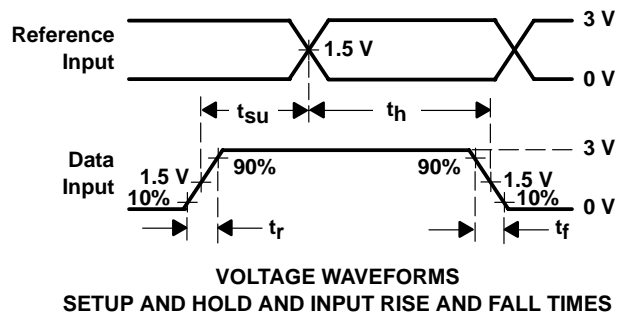 Reference
Input
3 V
1.5 V
0 V
tsu
th
Data
Input
3 V
1.5 V
90%
90%
1.5 V
10%
10%
0 V
tr
tf
VOLTAGE WAVEFORMS
SETUP AND HOLD AND INPUT RISE AND FALL TIMES